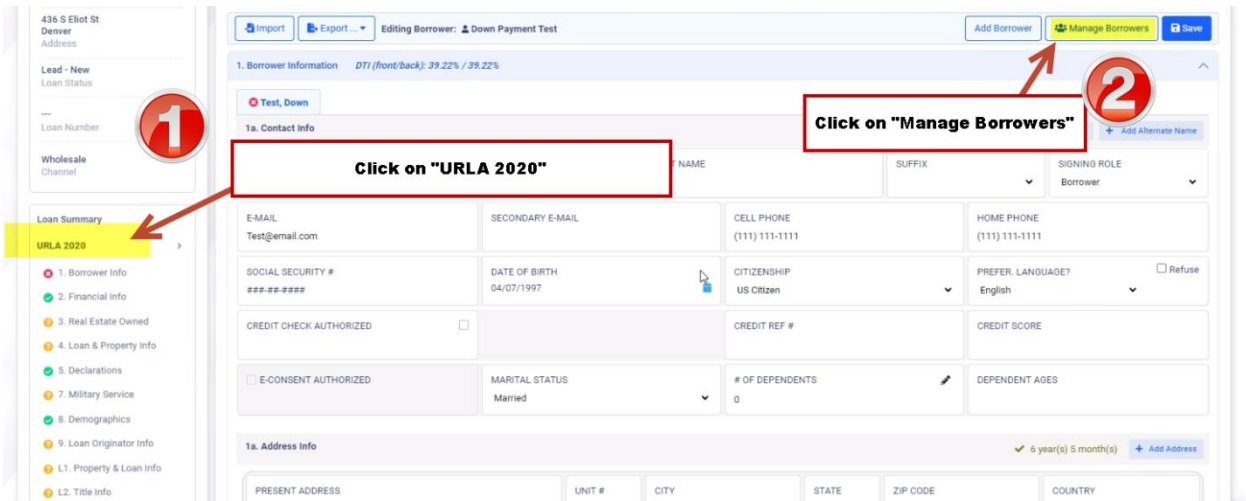 436 S Eliot St
Denver
Address
Lead - New
Loan Status
---
Loan Number
Wholesale
Channel
Loan Summary
URLA 2020
1. Borrower Info
2. Financial Info
3. Real Estate Owned
4. Loan & Property Info
5. Declarations
7. Military Service
8. Demographics
9. Loan Originator Info
L1. Property & Loan Info
L2. Title Info
1
Click on "URLA 2020"
Import Export ... Editing Borrower: Down Payment Test Add Borrower Manage Borrowers Save
1. Borrower Information DTI (front/back): 39.22% / 39.22%
Test, Down
2
Click on "Manage Borrowers"
1a. Contact Info + Add Alternate Name
NAME SUFFIX SIGNING ROLE
Borrower
E-MAIL SECONDARY E-MAIL CELL PHONE HOME PHONE
Test@email.com (111) 111-1111 (111) 111-1111
SOCIAL SECURITY # DATE OF BIRTH CITIZENSHIP PREFER. LANGUAGE? Refuse
###-##-#### 04/07/1997 US Citizen English
CREDIT CHECK AUTHORIZED CREDIT REF # CREDIT SCORE
E-CONSENT AUTHORIZED MARITAL STATUS # OF DEPENDENTS DEPENDENT AGES
Married 0
1a. Address Info 6 year(s) 5 month(s) + Add Address
PRESENT ADDRESS UNIT # CITY STATE ZIP CODE COUNTRY